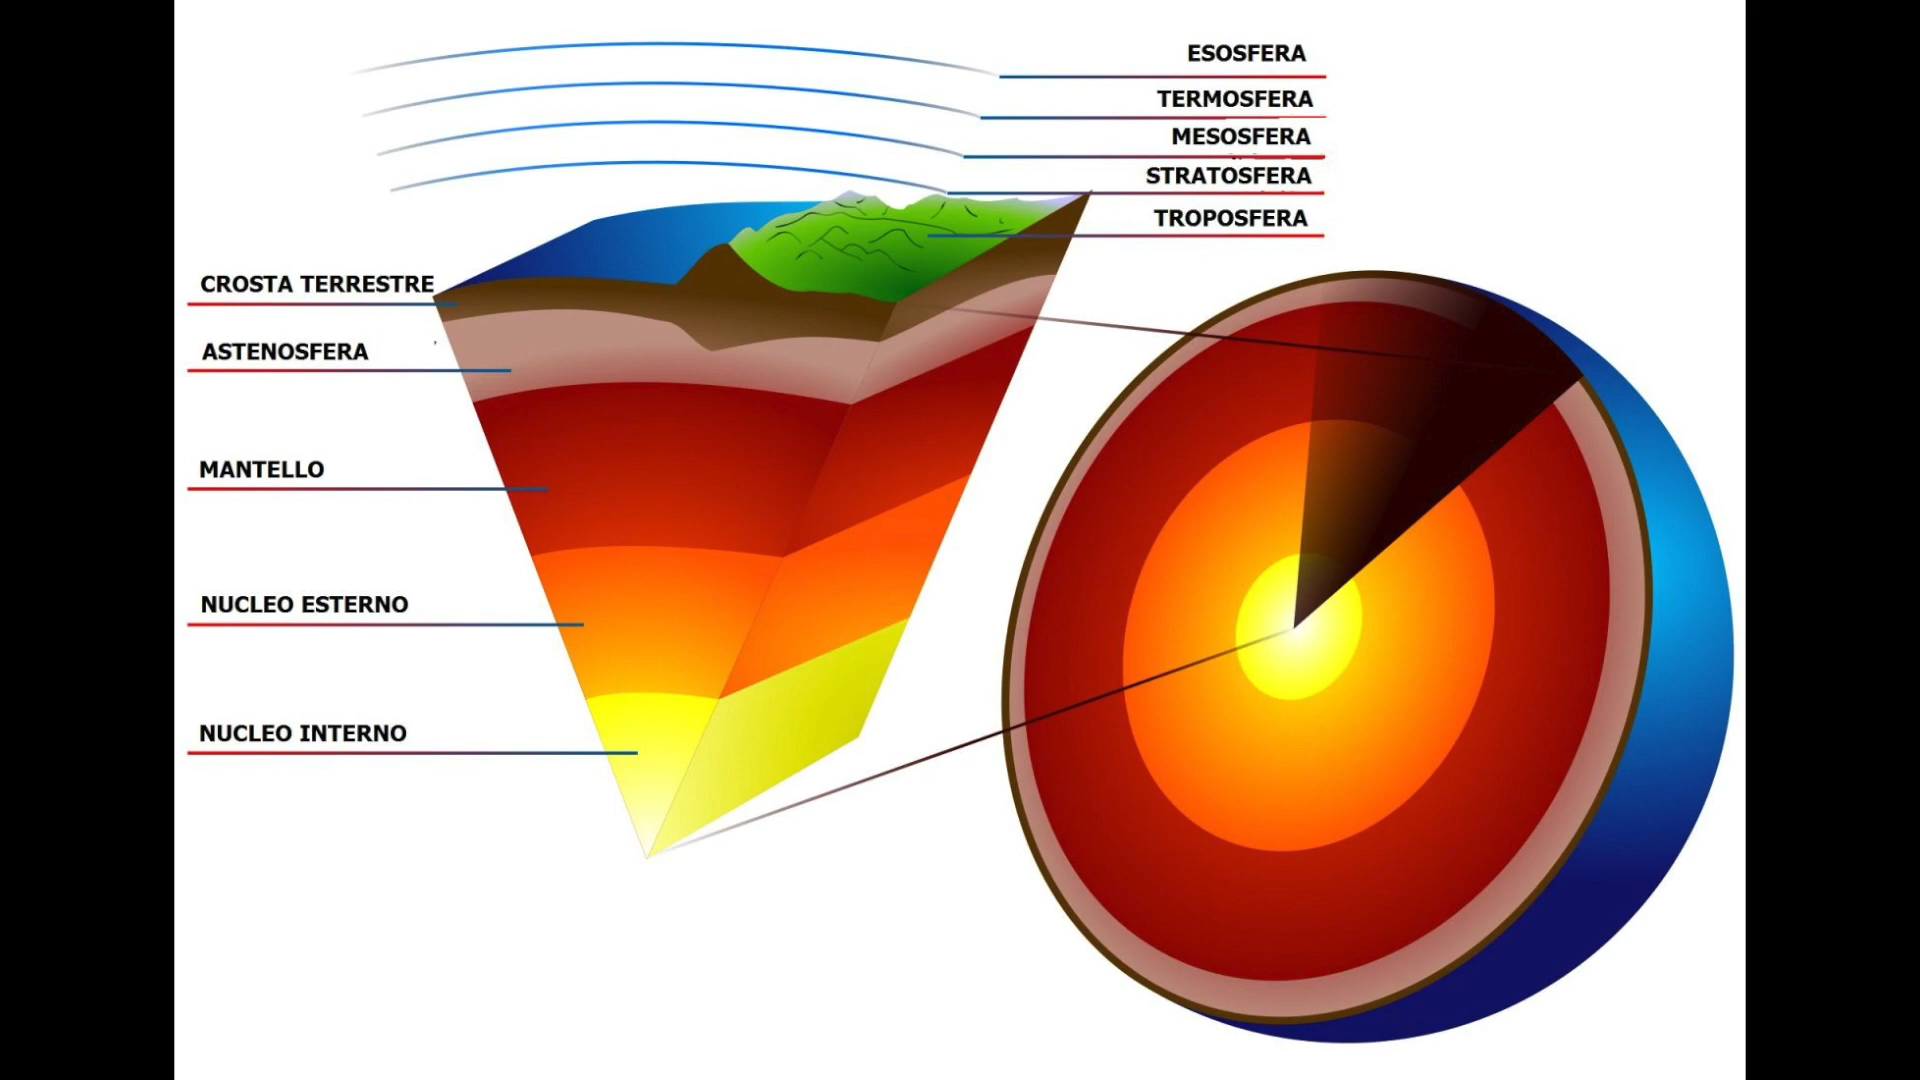 ESOSFERA
TERMOSFERA
MESOSFERA
STRATOSFERA
TROPOSFERA
CROSTA TERRESTRE
ASTENOSFERA
MANTELLO
NUCLEO ESTERNO
NUCLEO INTERNO